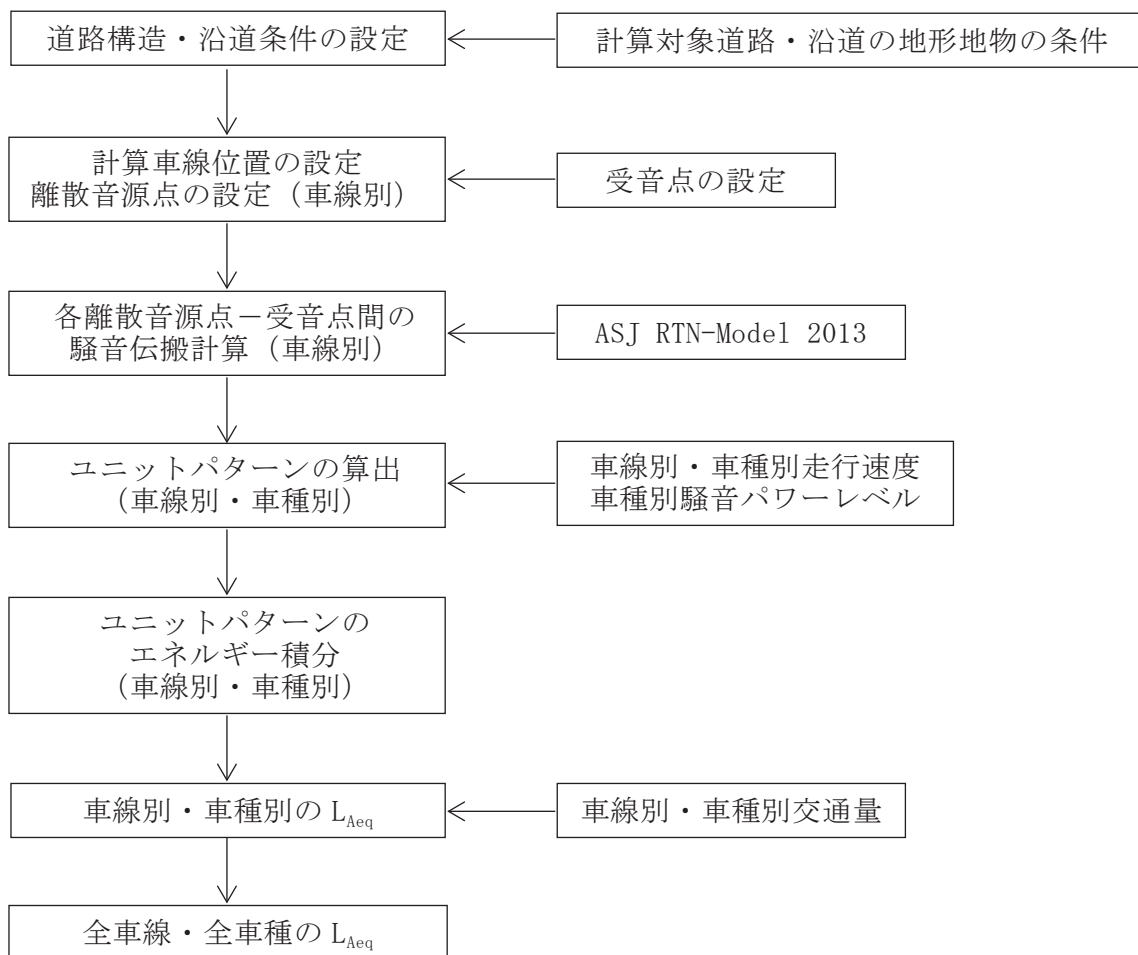 道路構造・沿道条件の設定
計算対象道路・沿道の地形地物の条件
計算車線位置の設定
離散音源点の設定（車線別）
受音点の設定
各離散音源点－受音点間の
騒音伝搬計算（車線別）
ASJ RTN-Model 2013
ユニットパターンの算出
（車線別・車種別）
車線別・車種別走行速度
車種別騒音パワーレベル
ユニットパターンの
エネルギー積分
（車線別・車種別）
車線別・車種別の LAeq
車線別・車種別交通量
全車線・全車種の LAeq